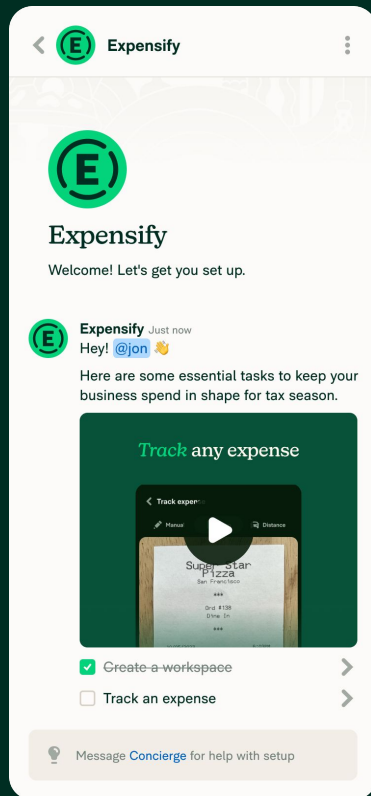 E Expensify
E
Expensify
Welcome! Let's get you set up.
E Expensify Just now
Hey! @jon 👋
Here are some essential tasks to keep your
business spend in shape for tax season.
Track any expense
Track expense
Manual Distance
Super Star
Pizza
San Francisco
***
Ord #138
Dine In
***
Create a workspace
Track an expense
Message Concierge for help with setup